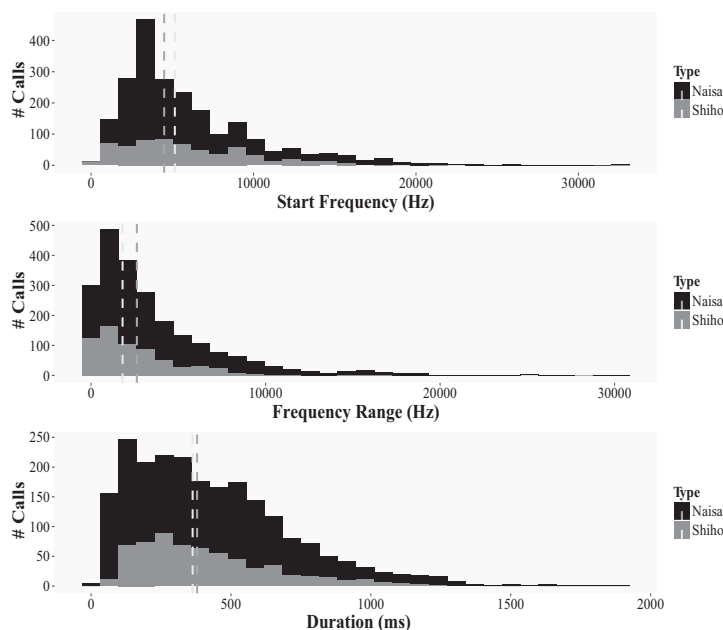 400
300
200
100
0
# Calls
0 10000 20000 30000
Start Frequency (Hz)
Type
Naisa
Shiho
500
400
300
200
100
0
# Calls
0 10000 20000 30000
Frequency Range (Hz)
Type
Naisa
Shiho
250
200
150
100
50
0
# Calls
0 500 1000 1500 2000
Duration (ms)
Type
Naisa
Shiho